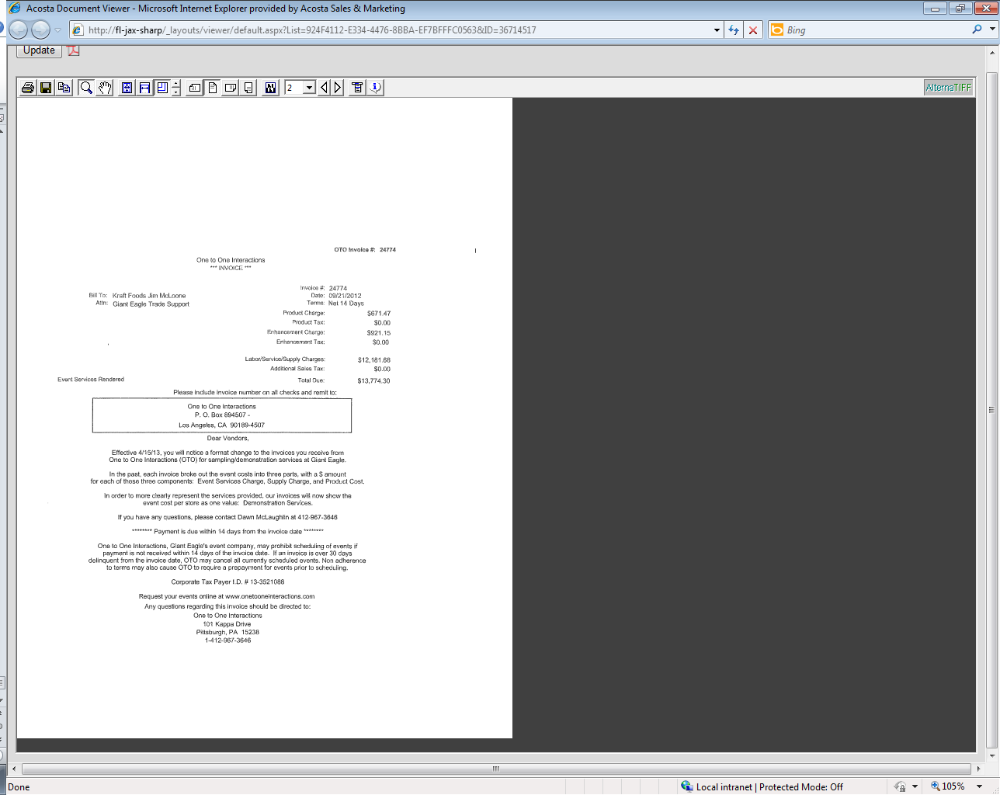 Acosta Document Viewer - Microsoft Internet Explorer provided by Acosta Sales & Marketing
http://fl-jax-sharp/_layouts/viewer/default.aspx?List=924F4112-E334-4476-8BBA-EF7BFFFC0563&ID=36714517
Bing
Update
2
AlternaTIFF
OTO Invoice #: 24774
One to One Interactions
*** INVOICE ***
Invoice #: 24774
Bill To: Kraft Foods Jim McLoone
Date: 09/21/2012
Attn: Giant Eagle Trade Support
Terms: Net 14 Days
Product Charge: $671.47
Product Tax: $0.00
Enhancement Charge: $921.15
Enhancement Tax: $0.00
Labor/Service/Supply Charges: $12,181.68
Additional Sales Tax: $0.00
Event Services Rendered
Total Due: $13,774.30
Please include invoice number on all checks and remit to:
One to One Interactions
P. O. Box 894507 -
Los Angeles, CA 90189-4507
Dear Vendors,
Effective 4/15/13, you will notice a format change to the invoices you receive from
One to One Interactions (OTO) for sampling/demonstration services at Giant Eagle.
In the past, each invoice broke out the event costs into three parts, with a $ amount
for each of these three components: Event Services Charge, Supply Charge, and Product Cost.
In order to more clearly represent the services provided, our invoices will now show the
event cost per store as one value: Demonstration Services.
If you have any questions, please contact Dawn McLaughlin at 412-967-3646
******** Payment is due within 14 days from the invoice date ********
One to One Interactions, Giant Eagle's event company, may prohibit scheduling of events if
payment is not received within 14 days of the invoice date. If an invoice is over 30 days
delinquent from the invoice date, OTO may cancel all currently scheduled events. Non adherence
to terms may also cause OTO to require a prepayment for events prior to scheduling.
Corporate Tax Payer I.D. # 13-3521088
Request your events online at www.onetooneinteractions.com
Any questions regarding this invoice should be directed to:
One to One Interactions
101 Kappa Drive
Pittsburgh, PA 15238
1-412-967-3646
Done
Local intranet | Protected Mode: Off
105%